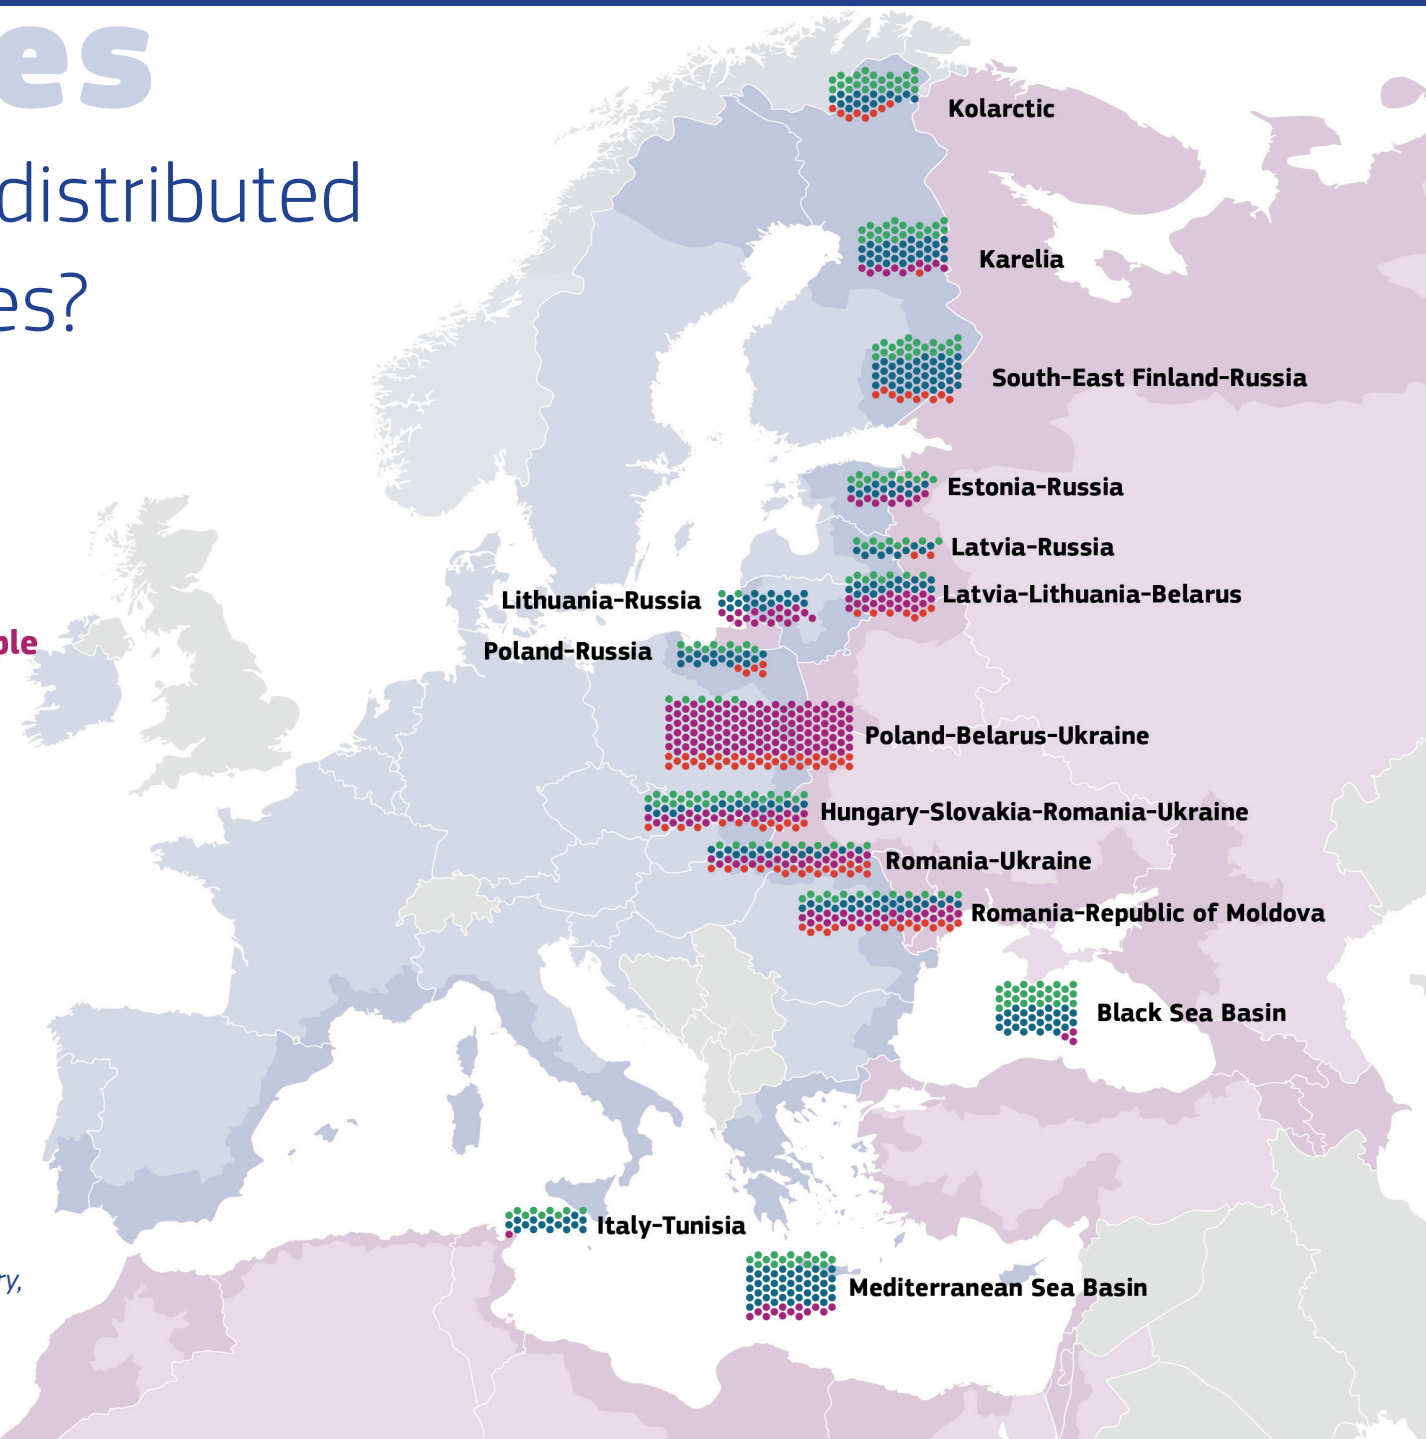 es
distributed
es?
Kolarctic
Karelia
South-East Finland-Russia
Estonia-Russia
Latvia-Russia
Latvia-Lithuania-Belarus
Lithuania-Russia
ble
Poland-Russia
Poland-Belarus-Ukraine
Hungary-Slovakia-Romania-Ukraine
Romania-Ukraine
Romania-Republic of Moldova
Black Sea Basin
Italy-Tunisia
ry,
Mediterranean Sea Basin